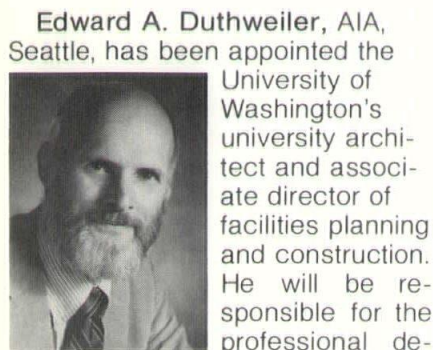 Edward A. Duthweiler, AIA,
Seattle, has been appointed the
University of
Washington's
university archi-
tect and associ-
ate director of
facilities planning
and construction.
He will be re-
sponsible for the
professional de-